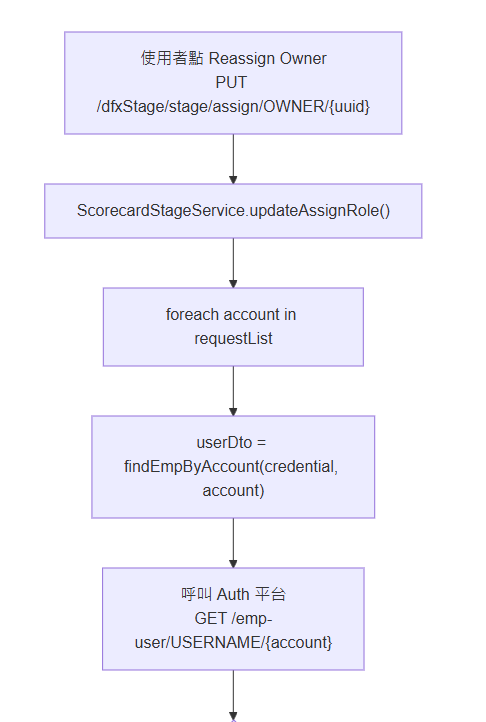 使用者點 Reassign Owner
PUT
/dfxStage/stage/assign/OWNER/{uuid}
ScorecardStageService.updateAssignRole()
foreach account in
requestList
userDto =
findEmpByAccount(credential,
account)
呼叫 Auth 平台
GET /emp-
user/USERNAME/{account}